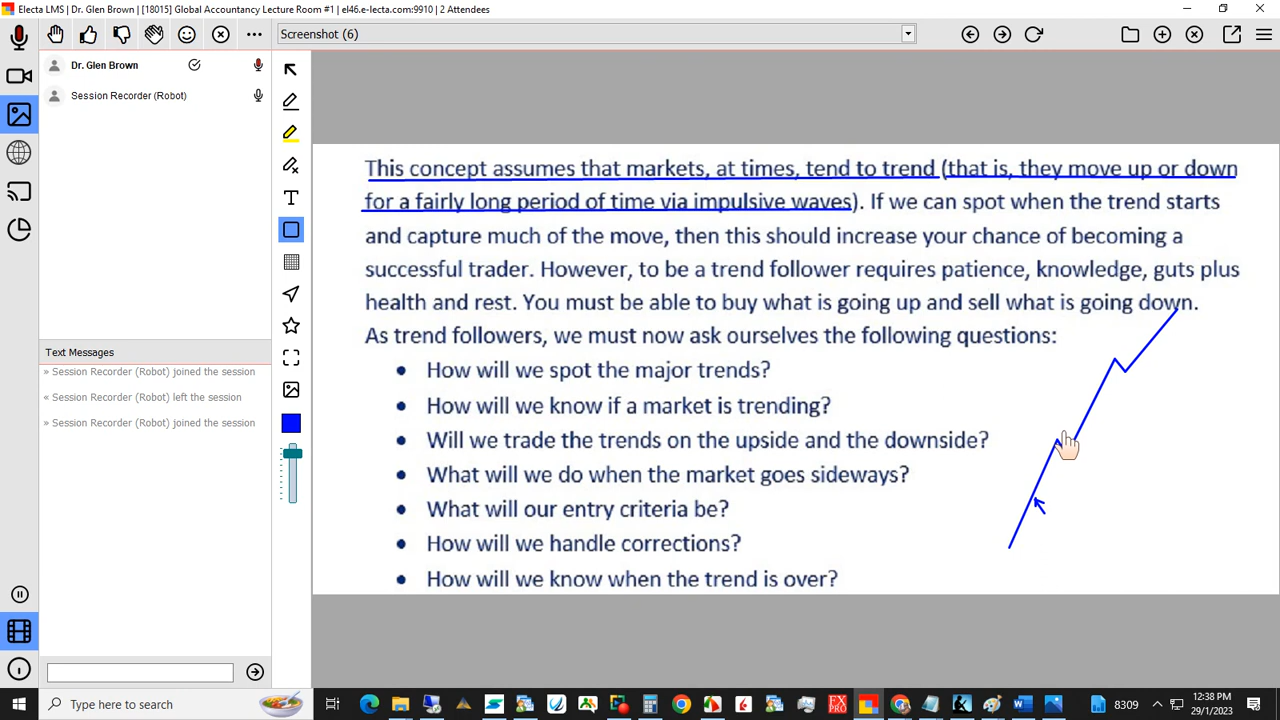 Electa LMS | Dr. Glen Brown | [18015] Global Accountancy Lecture Room #1 | el46.e-lecta.com:9910 | 2 Attendees
Screenshot (6)
Dr. Glen Brown
Session Recorder (Robot)
Text Messages
» Session Recorder (Robot) joined the session
« Session Recorder (Robot) left the session
» Session Recorder (Robot) joined the session
This concept assumes that markets, at times, tend to trend (that is, they move up or down
for a fairly long period of time via impulsive waves). If we can spot when the trend starts
and capture much of the move, then this should increase your chance of becoming a
successful trader. However, to be a trend follower requires patience, knowledge, guts plus
health and rest. You must be able to buy what is going up and sell what is going down.
As trend followers, we must now ask ourselves the following questions:
• How will we spot the major trends?
• How will we know if a market is trending?
• Will we trade the trends on the upside and the downside?
• What will we do when the market goes sideways?
• What will our entry criteria be?
• How will we handle corrections?
• How will we know when the trend is over?
Type here to search
FX
PRO
8309
12:38 PM
29/1/2023